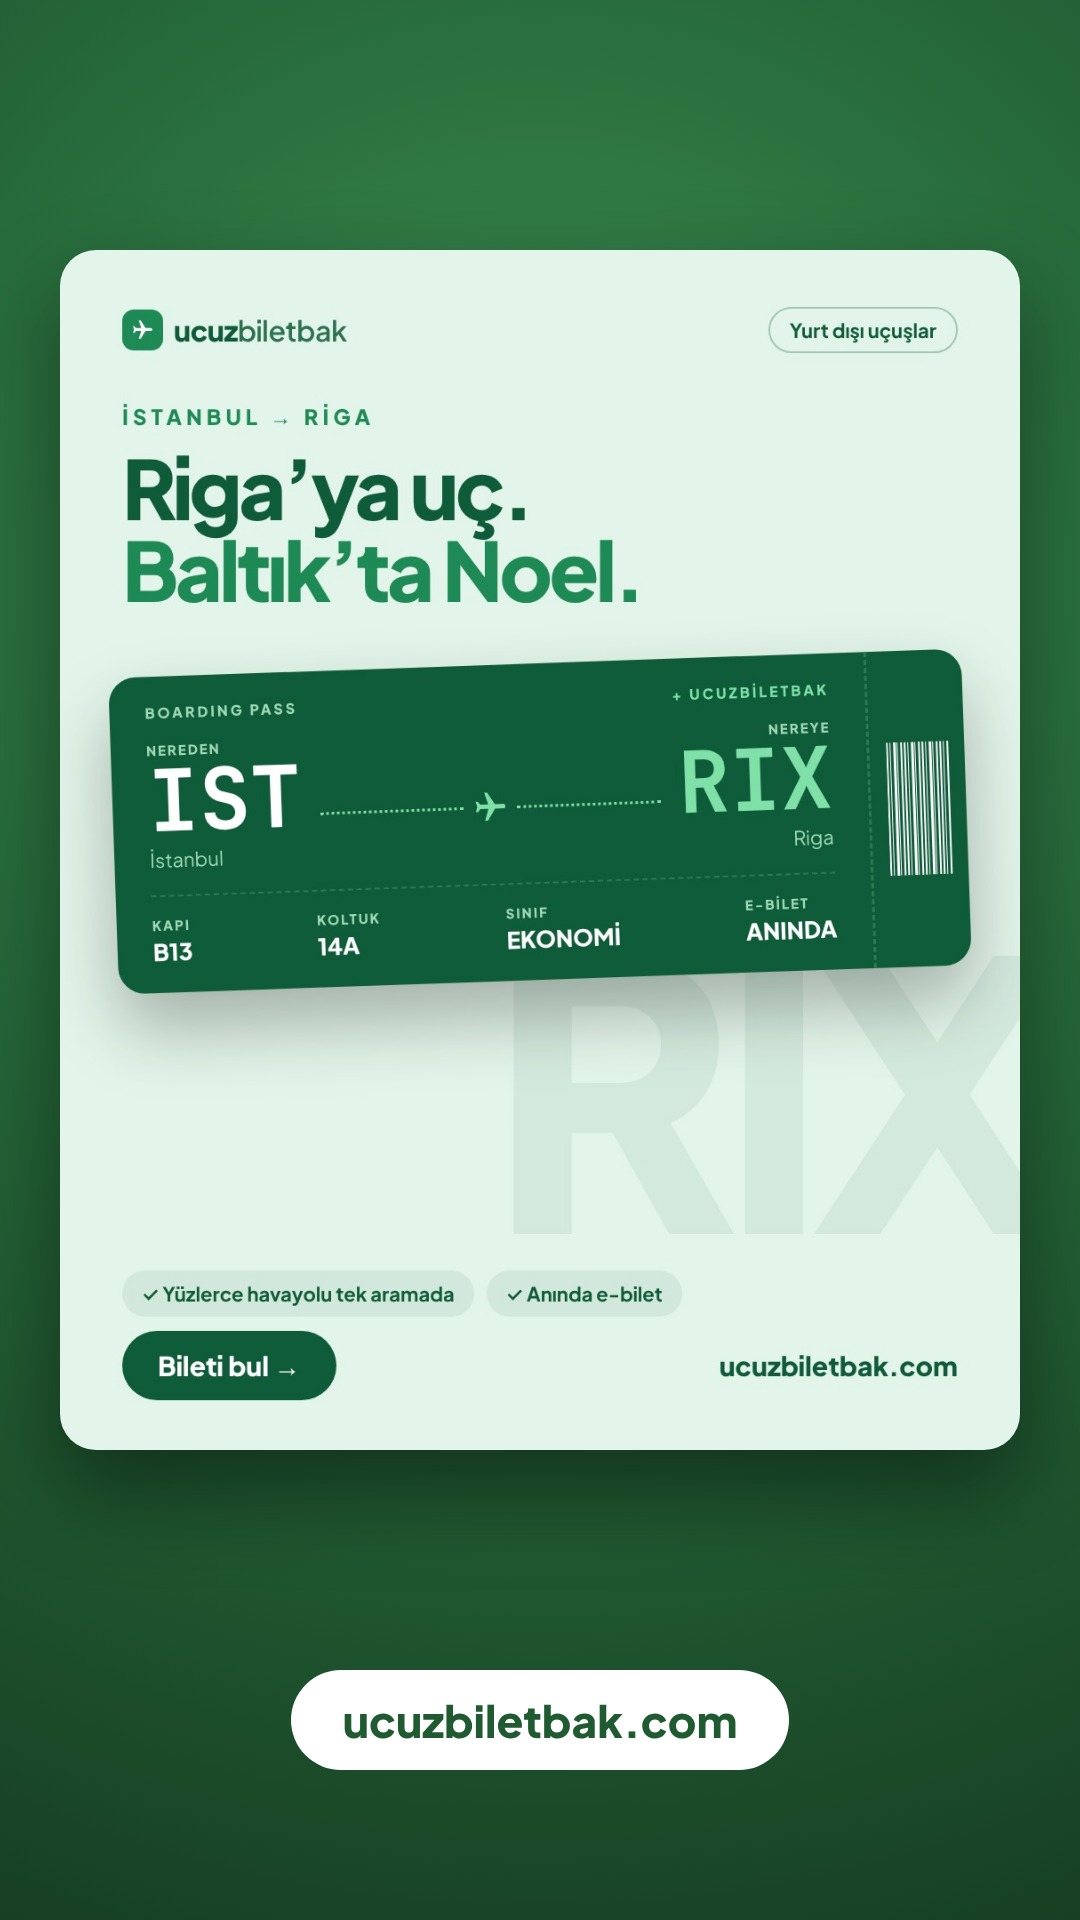 ucuzbiletbak
Yurt dışı uçuşlar
İSTANBUL → RİGA
Riga’ya uç.
Baltık’ta Noel.
BOARDING PASS
+ UCUZBİLETBAK
NEREDEN
NEREYE
IST
RIX
İstanbul
Riga
KAPI
KOLTUK
SINIF
E-BİLET
B13
14A
EKONOMİ
ANINDA
RIX
✓ Yüzlerce havayolu tek aramada
✓ Anında e-bilet
Bileti bul →
ucuzbiletbak.com
ucuzbiletbak.com